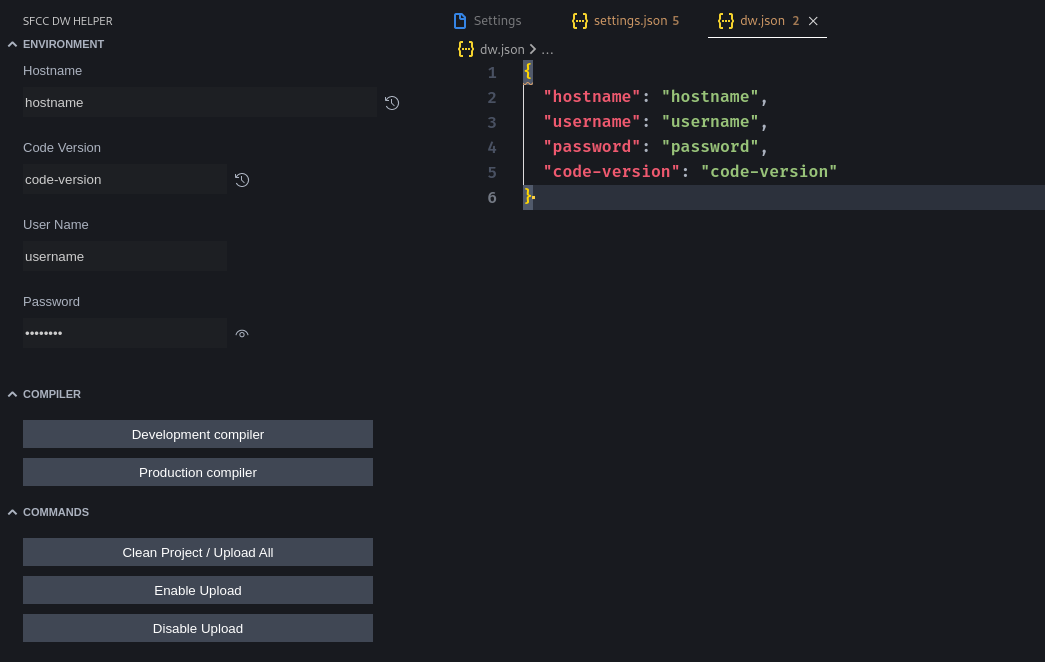 SFCC DW HELPER
ENVIRONMENT
Hostname
hostname
Code Version
code-version
User Name
username
Password
••••••••
COMPILER
Development compiler
Production compiler
COMMANDS
Clean Project / Upload All
Enable Upload
Disable Upload
Settings settings.json 5 dw.json 2
dw.json > ...
1 {
2 "hostname": "hostname",
3 "username": "username",
4 "password": "password",
5 "code-version": "code-version"
6 }